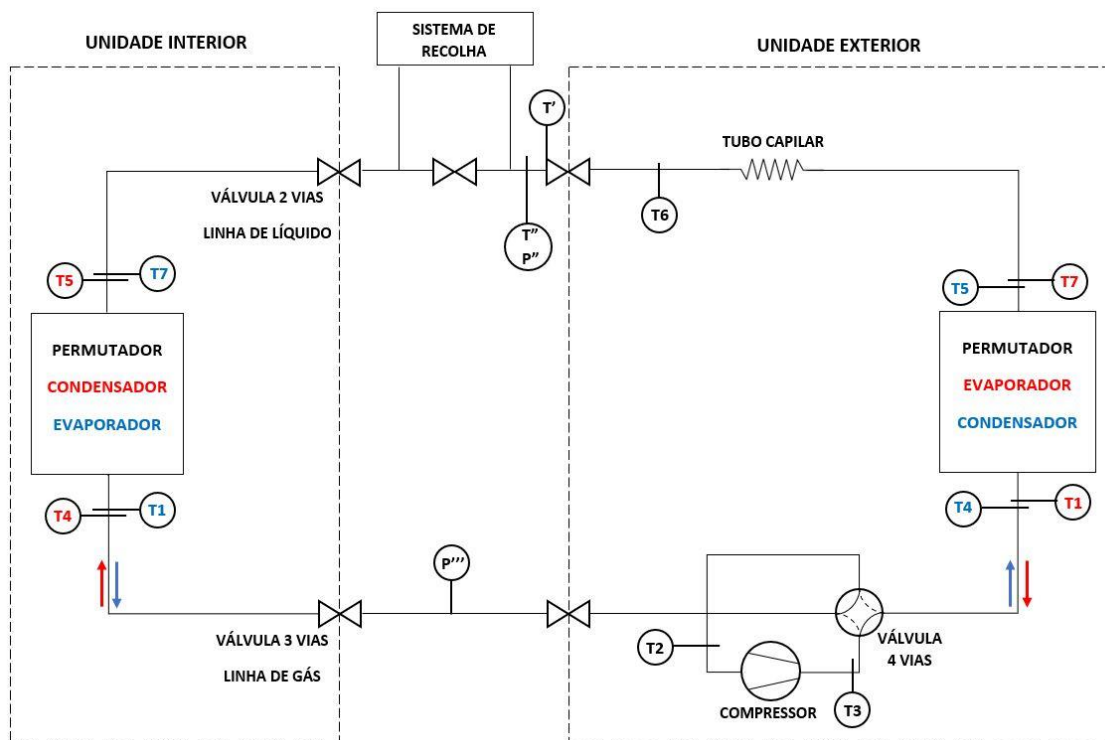 SISTEMA DE
RECOLHA
UNIDADE INTERIOR
UNIDADE EXTERIOR
T'
TUBO CAPILAR
VÁLVULA 2 VIAS
LINHA DE LÍQUIDO
T6
T''
P''
T5
T7
T5
T7
PERMUTADOR
CONDENSADOR
EVAPORADOR
PERMUTADOR
EVAPORADOR
CONDENSADOR
T4
T1
T4
T1
P'''
VÁLVULA 3 VIAS
LINHA DE GÁS
T2
VÁLVULA
4 VIAS
COMPRESSOR
T3